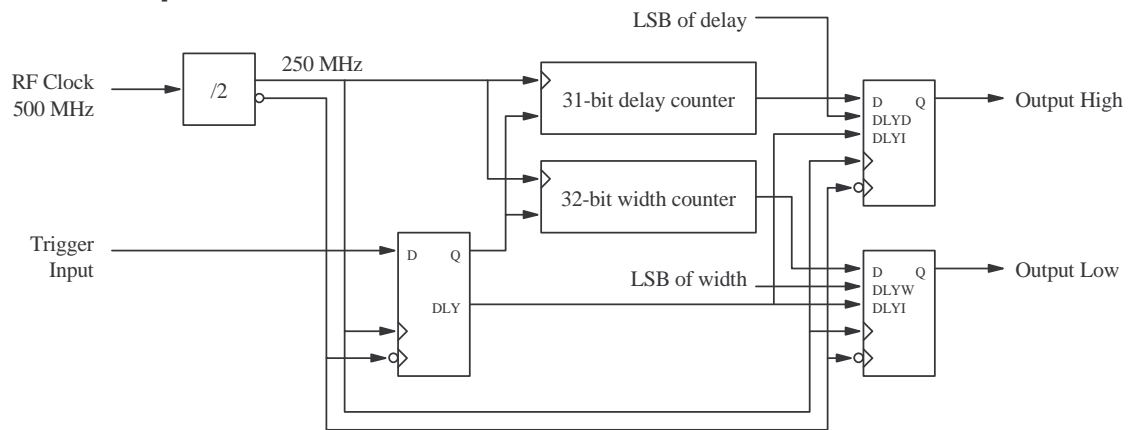 LSB of delay
250 MHz
RF Clock
500 MHz
/2
31-bit delay counter
D Q
DLYD
DLYI
Output High
32-bit width counter
Trigger
Input
D Q
DLY
LSB of width
D Q
DLYW
DLYI
Output Low